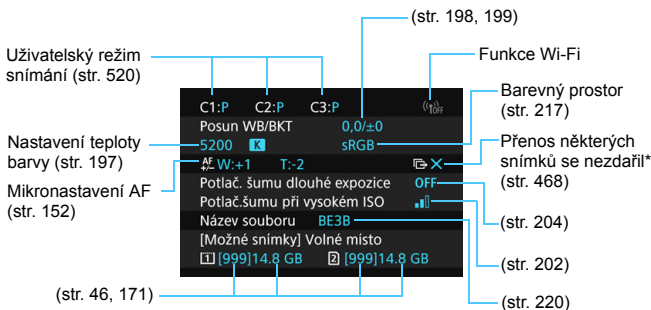 (str. 198, 199)
Uživatelský režim
snímání (str. 520)
Funkce Wi-Fi
C1:P C2:P C3:P OFF
Barevný prostor
(str. 217)
Posun WB/BKT 0,0/±0
Nastavení teploty
barvy (str. 197)
5200 K sRGB
Přenos některých
snímků se nezdařil*
(str. 468)
AF +/- W:+1 T:-2
Mikronastavení AF
(str. 152)
Potlač. šumu dlouhé expozice OFF
(str. 204)
Potlač.šumu při vysokém ISO
(str. 202)
Název souboru BE3B
(str. 220)
[Možné snímky] Volné místo
1 [999]14.8 GB 2 [999]14.8 GB
(str. 46, 171)